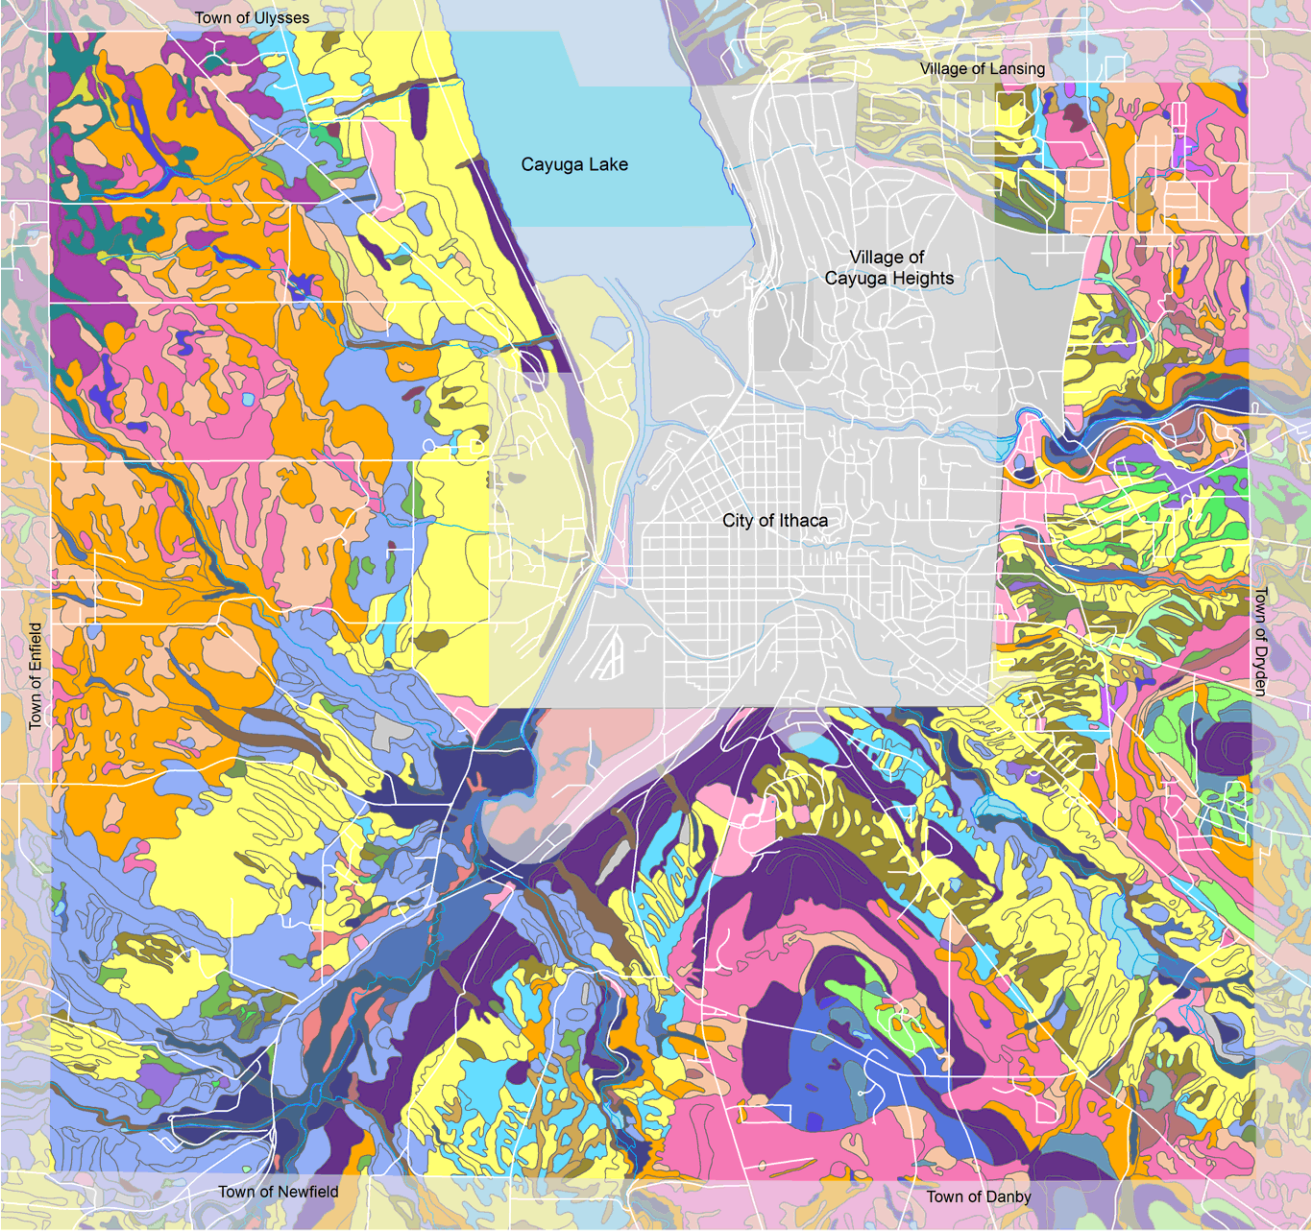 Town of Ulysses
Village of Lansing
Cayuga Lake
Village of
Cayuga Heights
City of Ithaca
Town of Enfield
Town of Dryden
Town of Newfield
Town of Danby